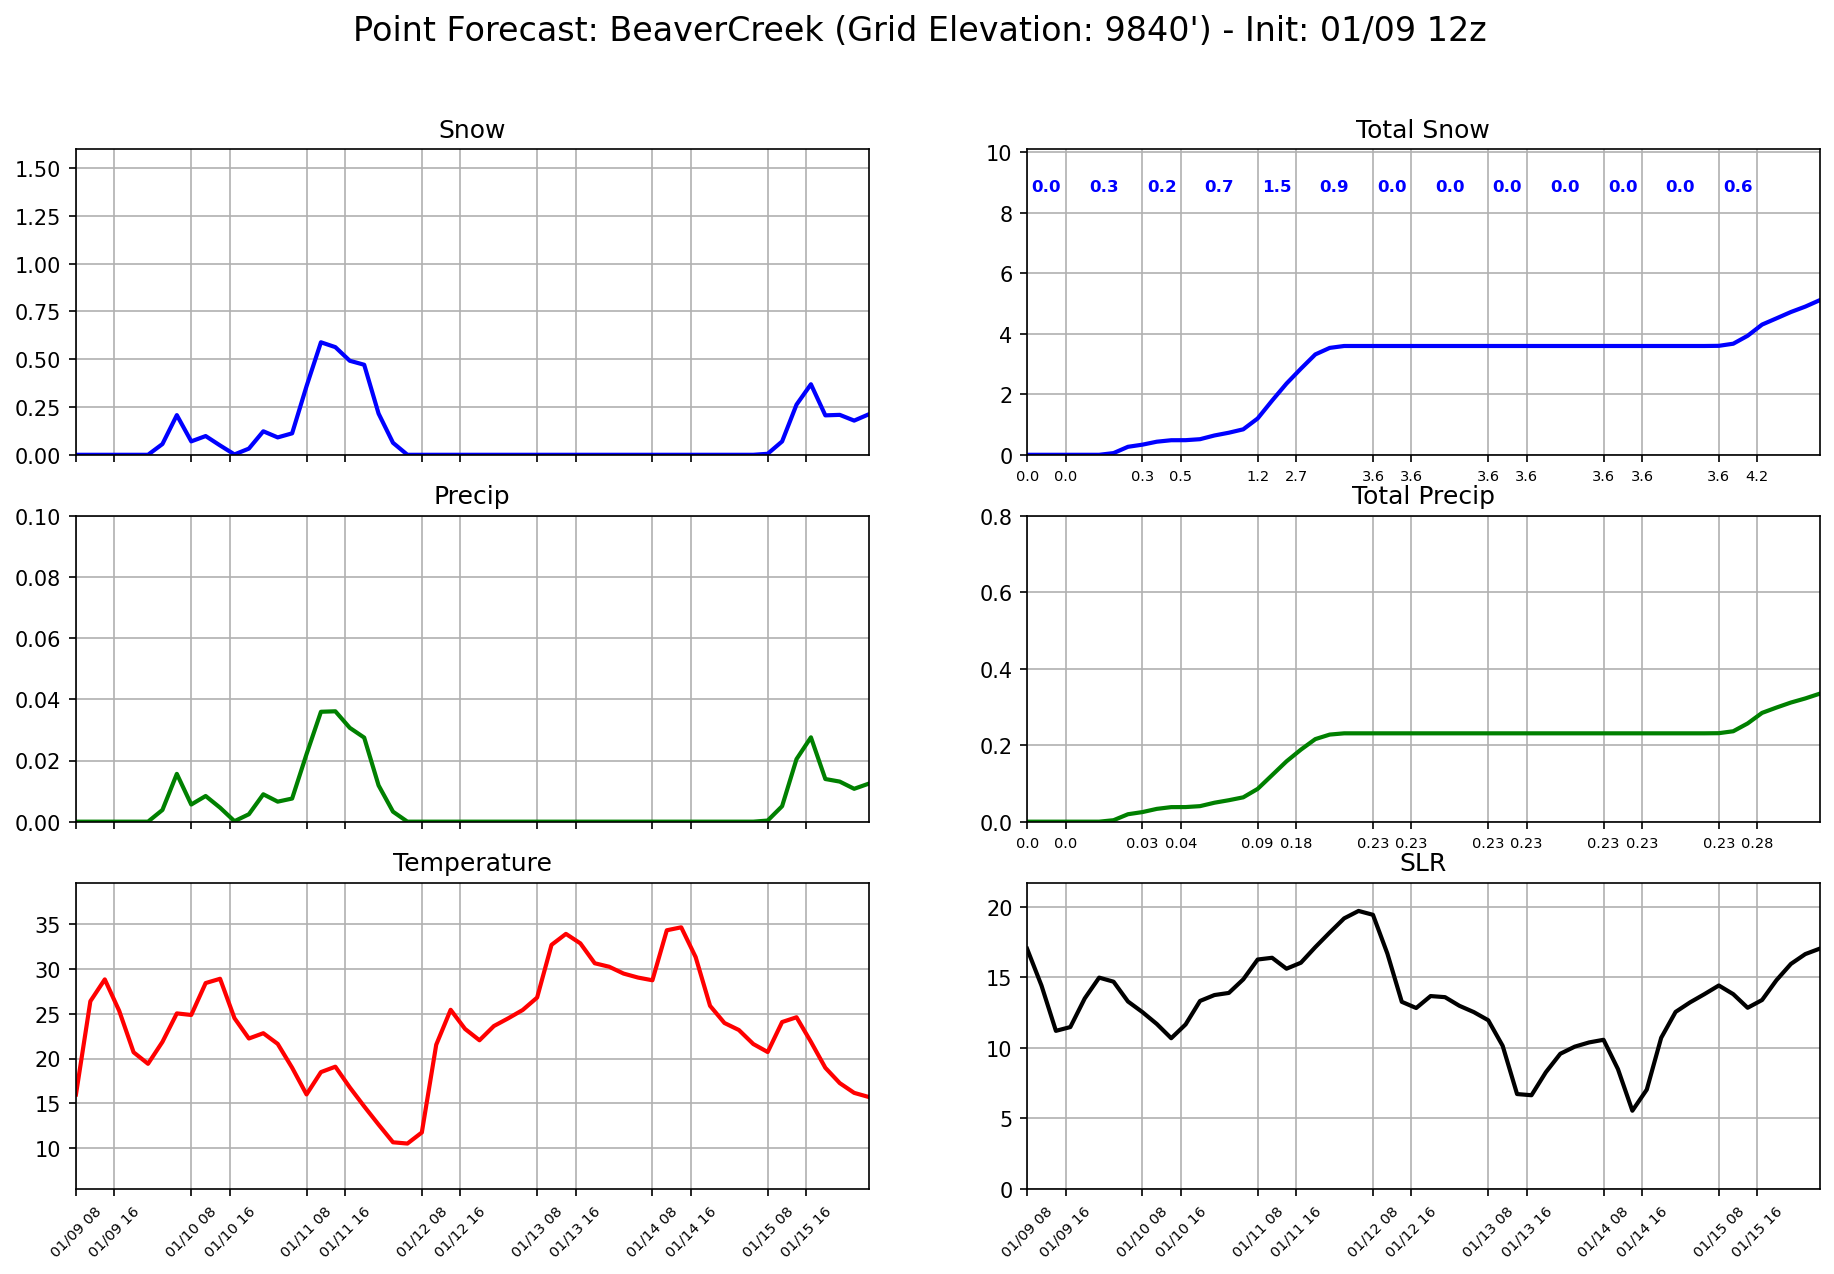 Point Forecast: BeaverCreek (Grid Elevation: 9840') - Init: 01/09 12z
Snow
1.50
1.25
1.00
0.75
0.50
0.25
0.00
Total Snow
10
8
6
4
2
0
0.0 0.3 0.2 0.7 1.5 0.9 0.0 0.0 0.0 0.0 0.0 0.0 0.6
0.0 0.0 0.3 0.5 1.2 2.7 3.6 3.6 3.6 3.6 3.6 3.6 3.6 4.2
Precip
0.10
0.08
0.06
0.04
0.02
0.00
Total Precip
0.8
0.6
0.4
0.2
0.0
0.0 0.0 0.03 0.04 0.09 0.18 0.23 0.23 0.23 0.23 0.23 0.23 0.23 0.28
Temperature
35
30
25
20
15
10
01/09 08 01/09 16 01/10 08 01/10 16 01/11 08 01/11 16 01/12 08 01/12 16 01/13 08 01/13 16 01/14 08 01/14 16 01/15 08 01/15 16
SLR
20
15
10
5
0
01/09 08 01/09 16 01/10 08 01/10 16 01/11 08 01/11 16 01/12 08 01/12 16 01/13 08 01/13 16 01/14 08 01/14 16 01/15 08 01/15 16